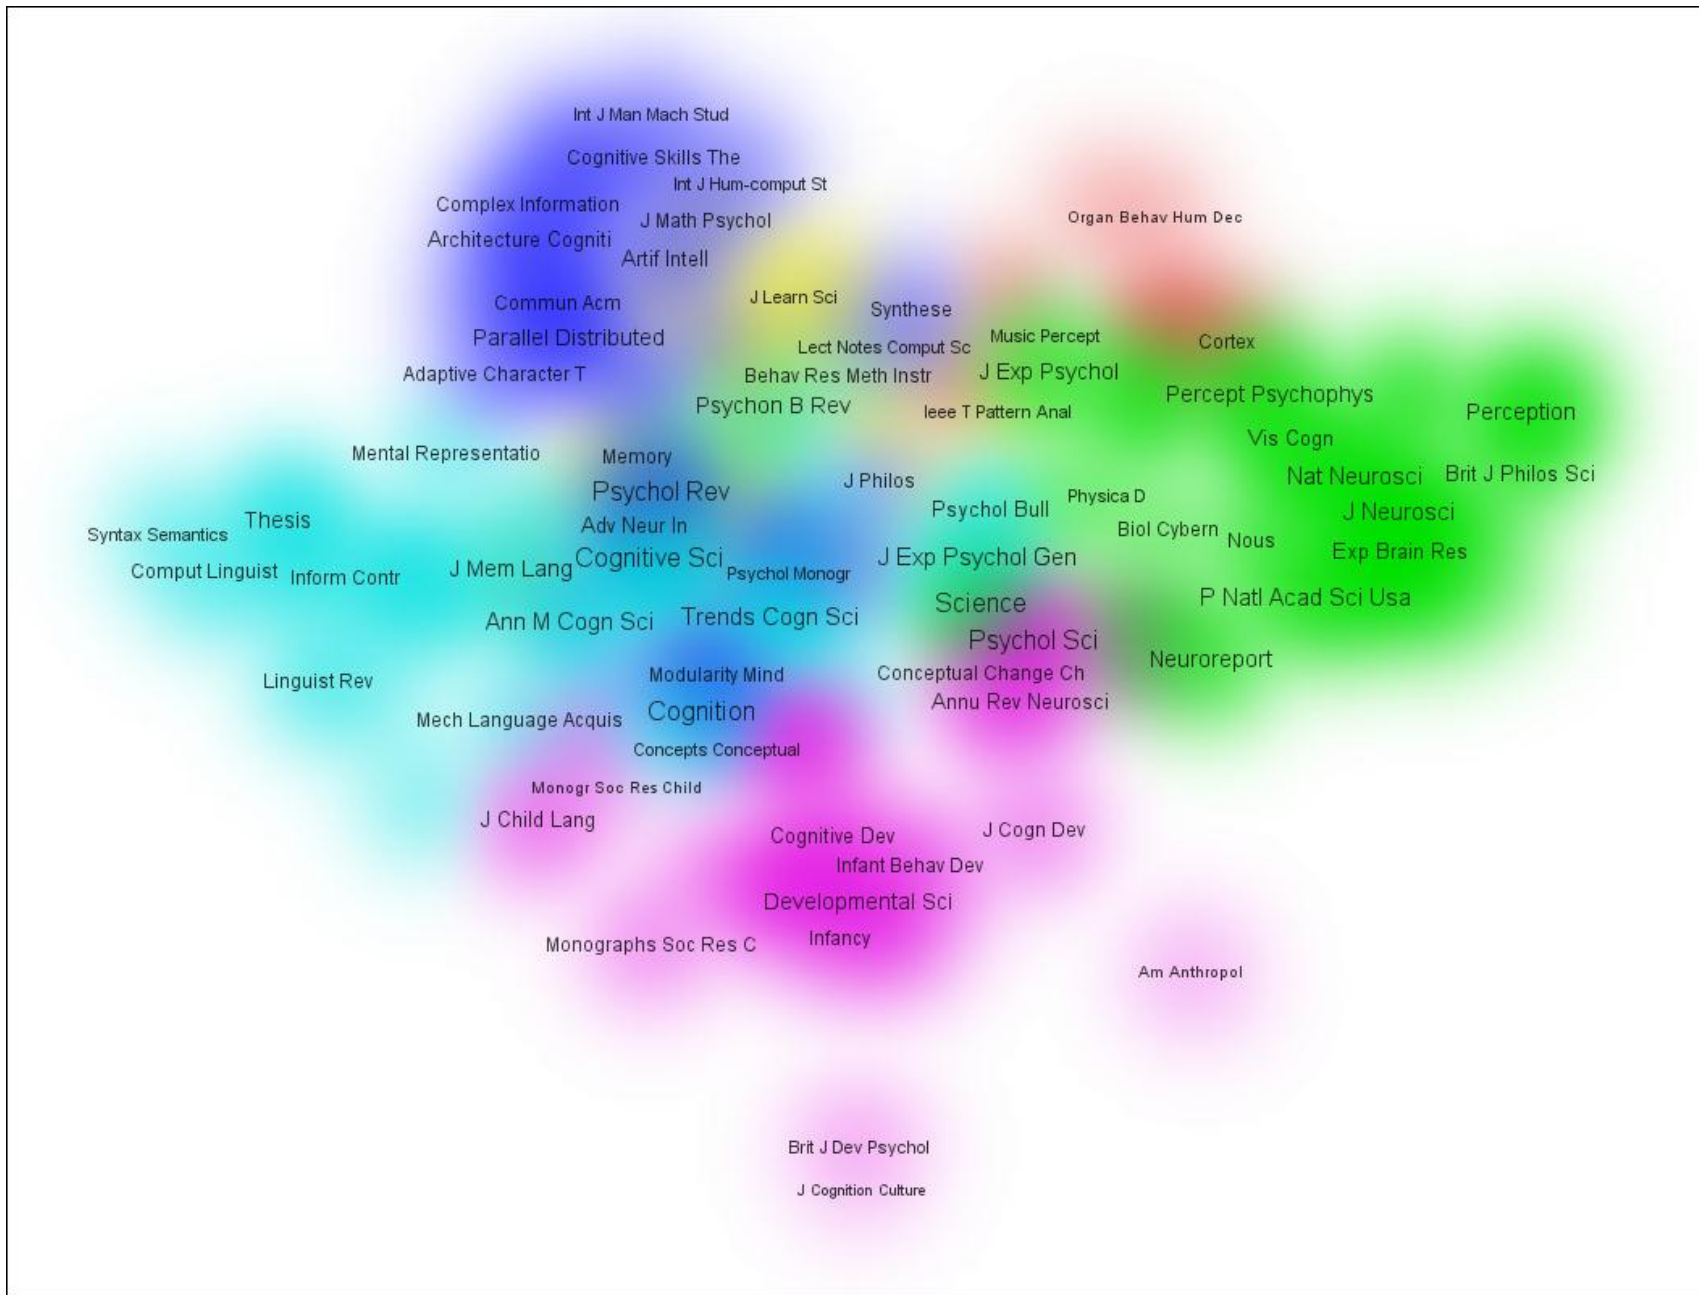 Int J Man Mach Stud
Cognitive Skills The
Int J Hum-comput St
Complex Information
Organ Behav Hum Dec
J Math Psychol
Architecture Cogniti
Artif Intell
J Learn Sci
Commun Acm
Synthese
Music Percept
Parallel Distributed
Cortex
Lect Notes Comput Sc
J Exp Psychol
Adaptive Character T
Behav Res Meth Instr
Percept Psychophys
Psychon B Rev
Ieee T Pattern Anal
Perception
Vis Cogn
Mental Representatio
Memory
Brit J Philos Sci
Nat Neurosci
J Philos
Psychol Rev
Physica D
Psychol Bull
J Neurosci
Thesis
Adv Neur In
Biol Cybern
Syntax Semantics
Nous
Exp Brain Res
Cognitive Sci
J Exp Psychol Gen
J Mem Lang
Comput Linguist
Psychol Monogr
Inform Contr
P Natl Acad Sci Usa
Science
Trends Cogn Sci
Ann M Cogn Sci
Psychol Sci
Neuroreport
Conceptual Change Ch
Modularity Mind
Linguist Rev
Annu Rev Neurosci
Cognition
Mech Language Acquis
Concepts Conceptual
Monogr Soc Res Child
J Child Lang
J Cogn Dev
Cognitive Dev
Infant Behav Dev
Developmental Sci
Infancy
Monographs Soc Res C
Am Anthropol
Brit J Dev Psychol
J Cognition Culture